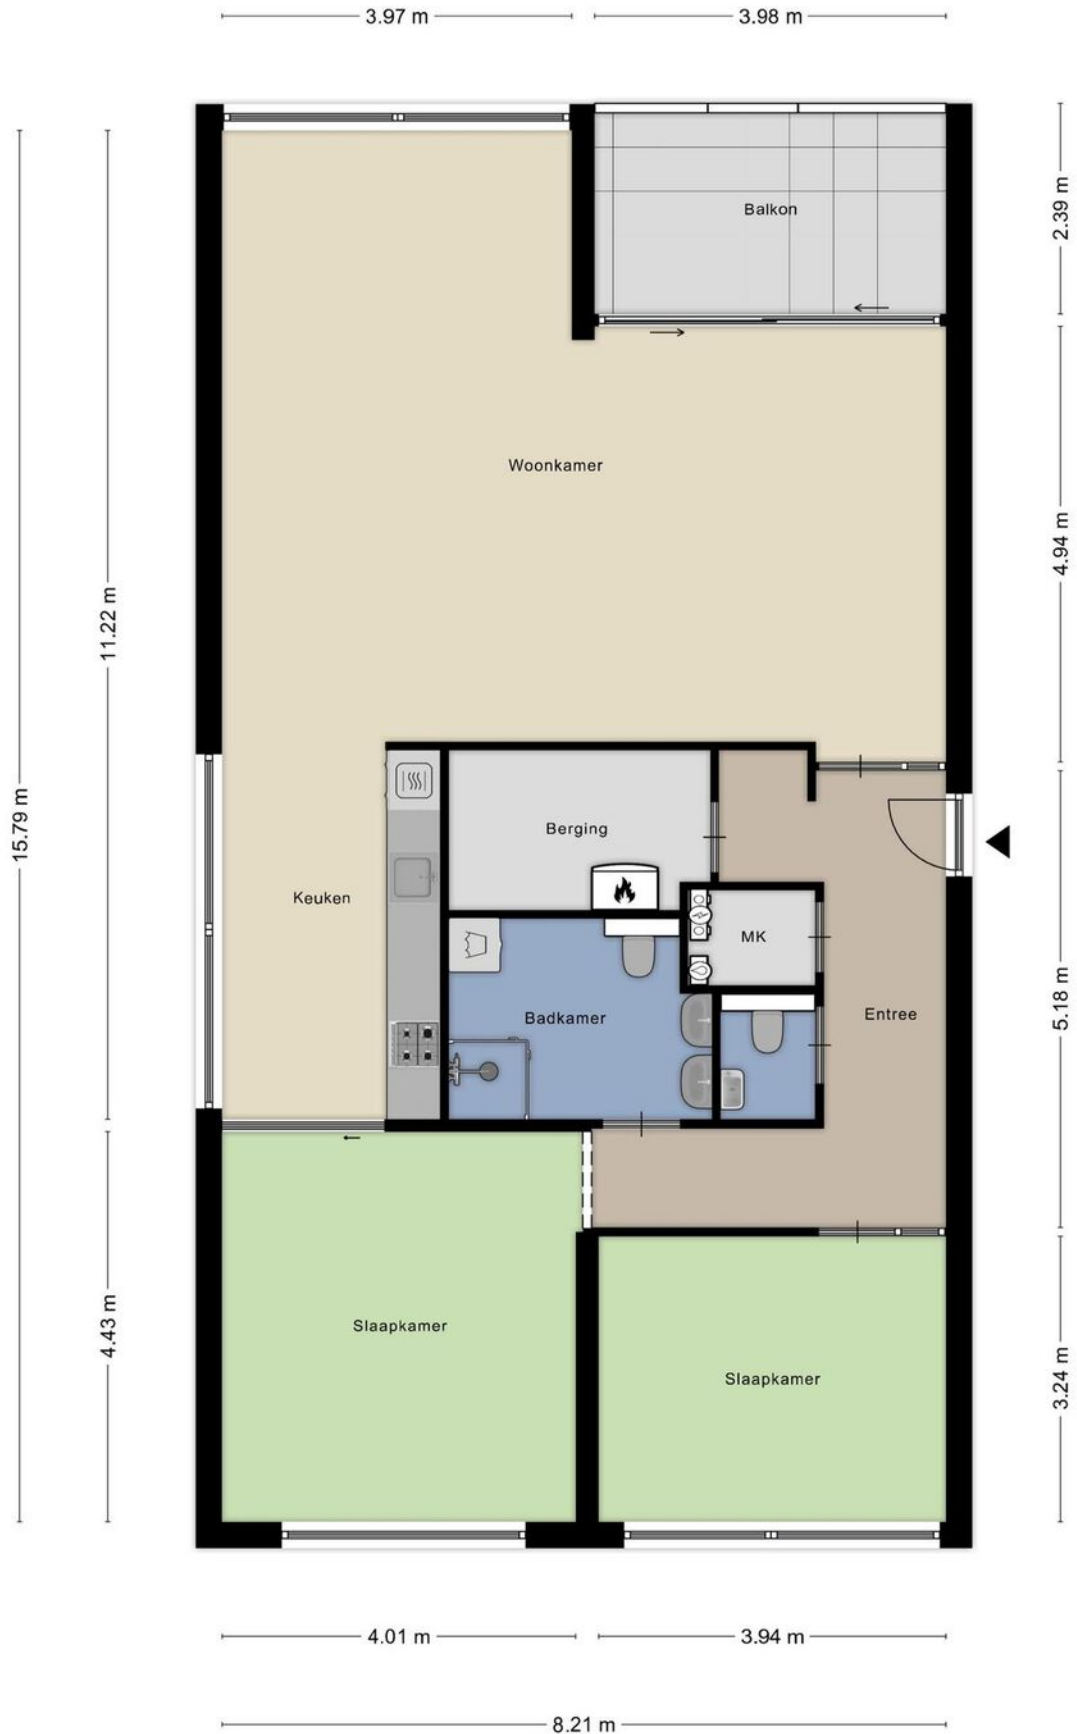 3.97 m
3.98 m
Balkon
2.39 m
Woonkamer
4.94 m
11.22 m
15.79 m
Berging
Keuken
MK
Badkamer
Entree
5.18 m
Slaapkamer
4.43 m
Slaapkamer
3.24 m
4.01 m
3.94 m
8.21 m